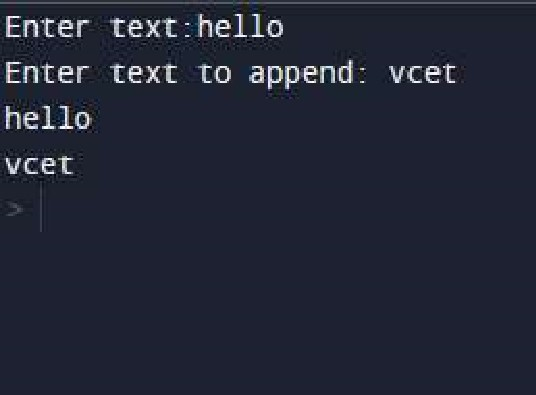 Enter text:hello
Enter text to append: vcet
hello
vcet
>